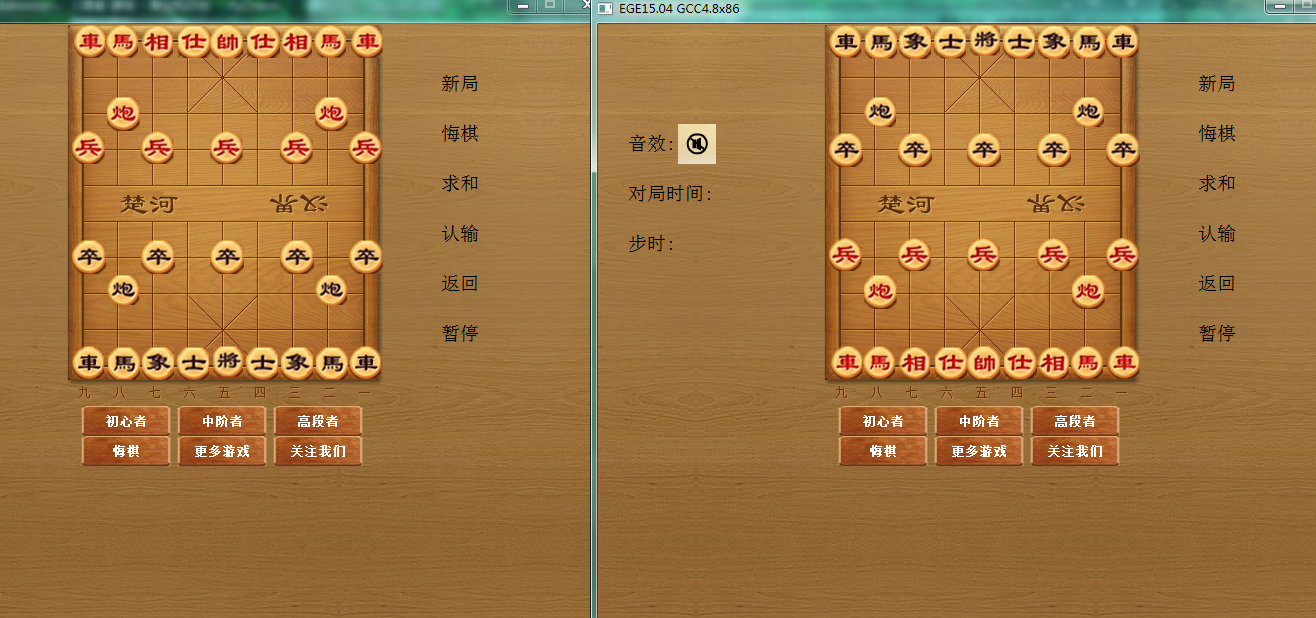 EGE15.04 GCC4.8x86
車 馬 相 仕 帥 仕 相 馬 車
炮 炮
兵 兵 兵 兵 兵
楚河 漢界
卒 卒 卒 卒 卒
炮 炮
車 馬 象 士 將 士 象 馬 車
九 八 七 六 五 四 三 二 一
初心者 中阶者 高段者
悔棋 更多游戏 关注我们
新局
悔棋
求和
认输
返回
暂停
音效:
对局时间:
步时:
車 馬 象 士 將 士 象 馬 車
炮 炮
卒 卒 卒 卒 卒
楚河 漢界
兵 兵 兵 兵 兵
炮 炮
車 馬 相 仕 帥 仕 相 馬 車
九 八 七 六 五 四 三 二 一
初心者 中阶者 高段者
悔棋 更多游戏 关注我们
新局
悔棋
求和
认输
返回
暂停